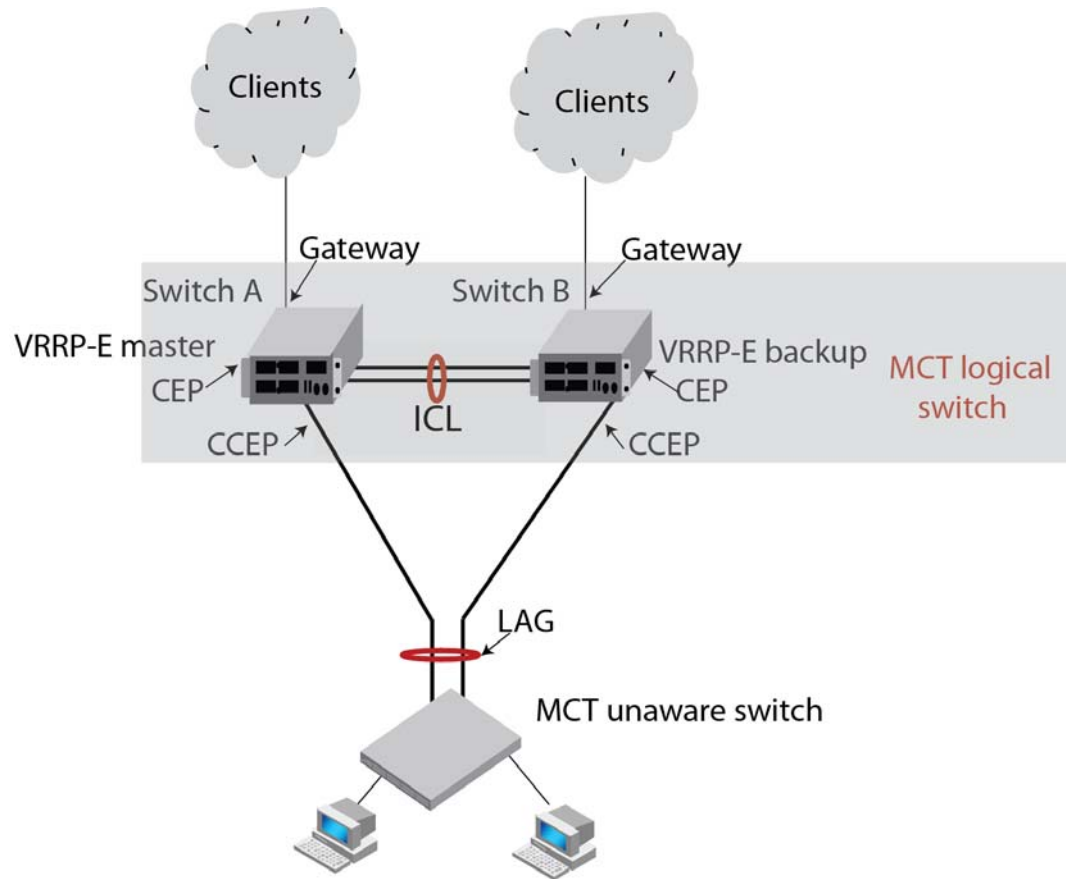 Clients
Clients
Gateway
Gateway
Switch A
Switch B
VRRP-E master
VRRP-E backup
MCT logical
switch
CEP
CEP
ICL
CCEP
CCEP
LAG
MCT unaware switch